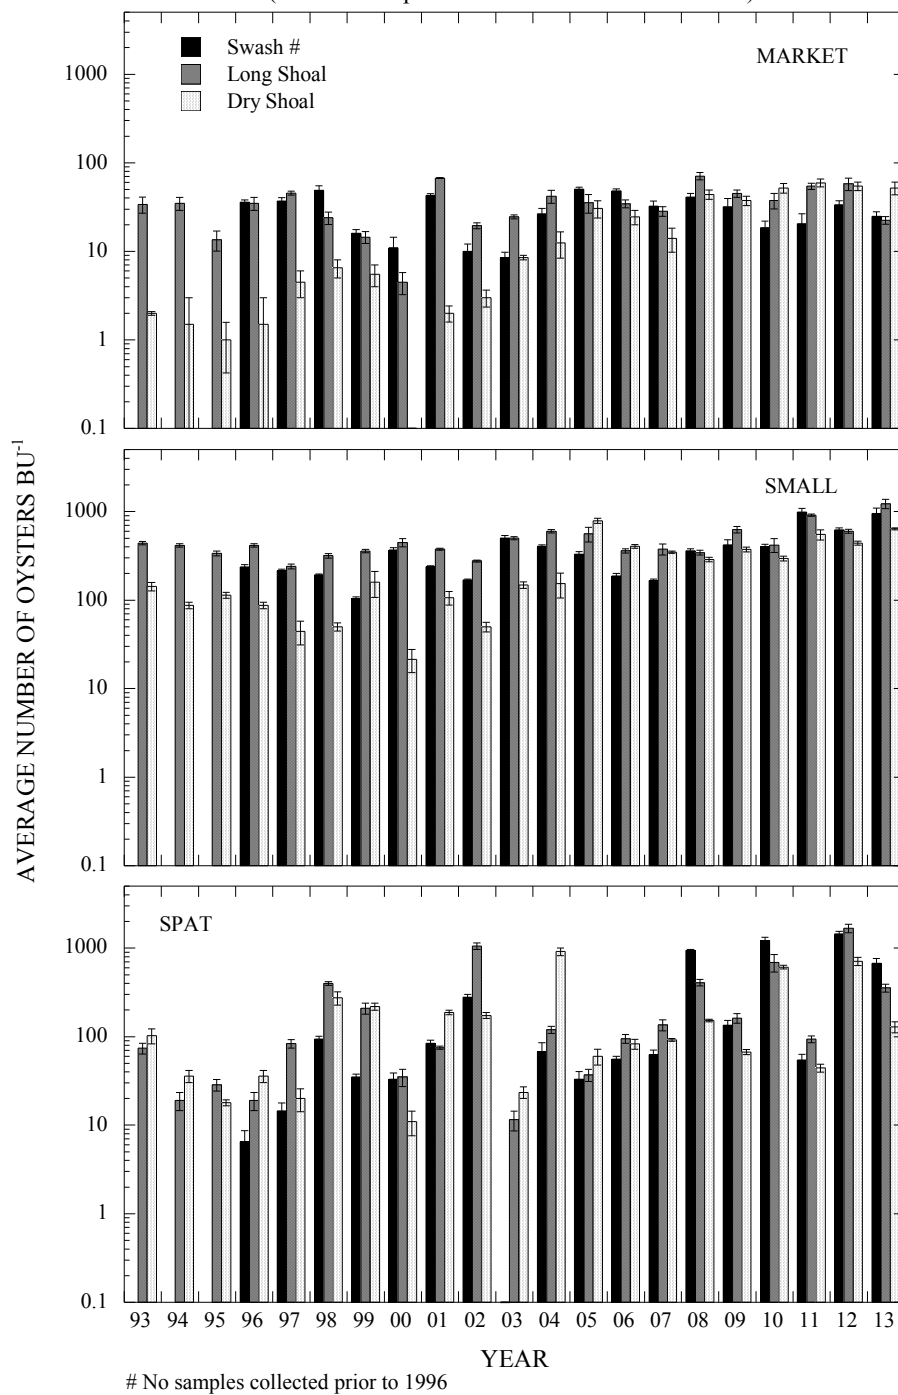 Swash #
Long Shoal
Dry Shoal
MARKET
1000
100
10
1
0.1
SMALL
1000
100
10
1
0.1
SPAT
1000
100
10
1
0.1
AVERAGE NUMBER OF OYSTERS BU-1
93 94 95 96 97 98 99 00 01 02 03 04 05 06 07 08 09 10 11 12 13
YEAR
# No samples collected prior to 1996